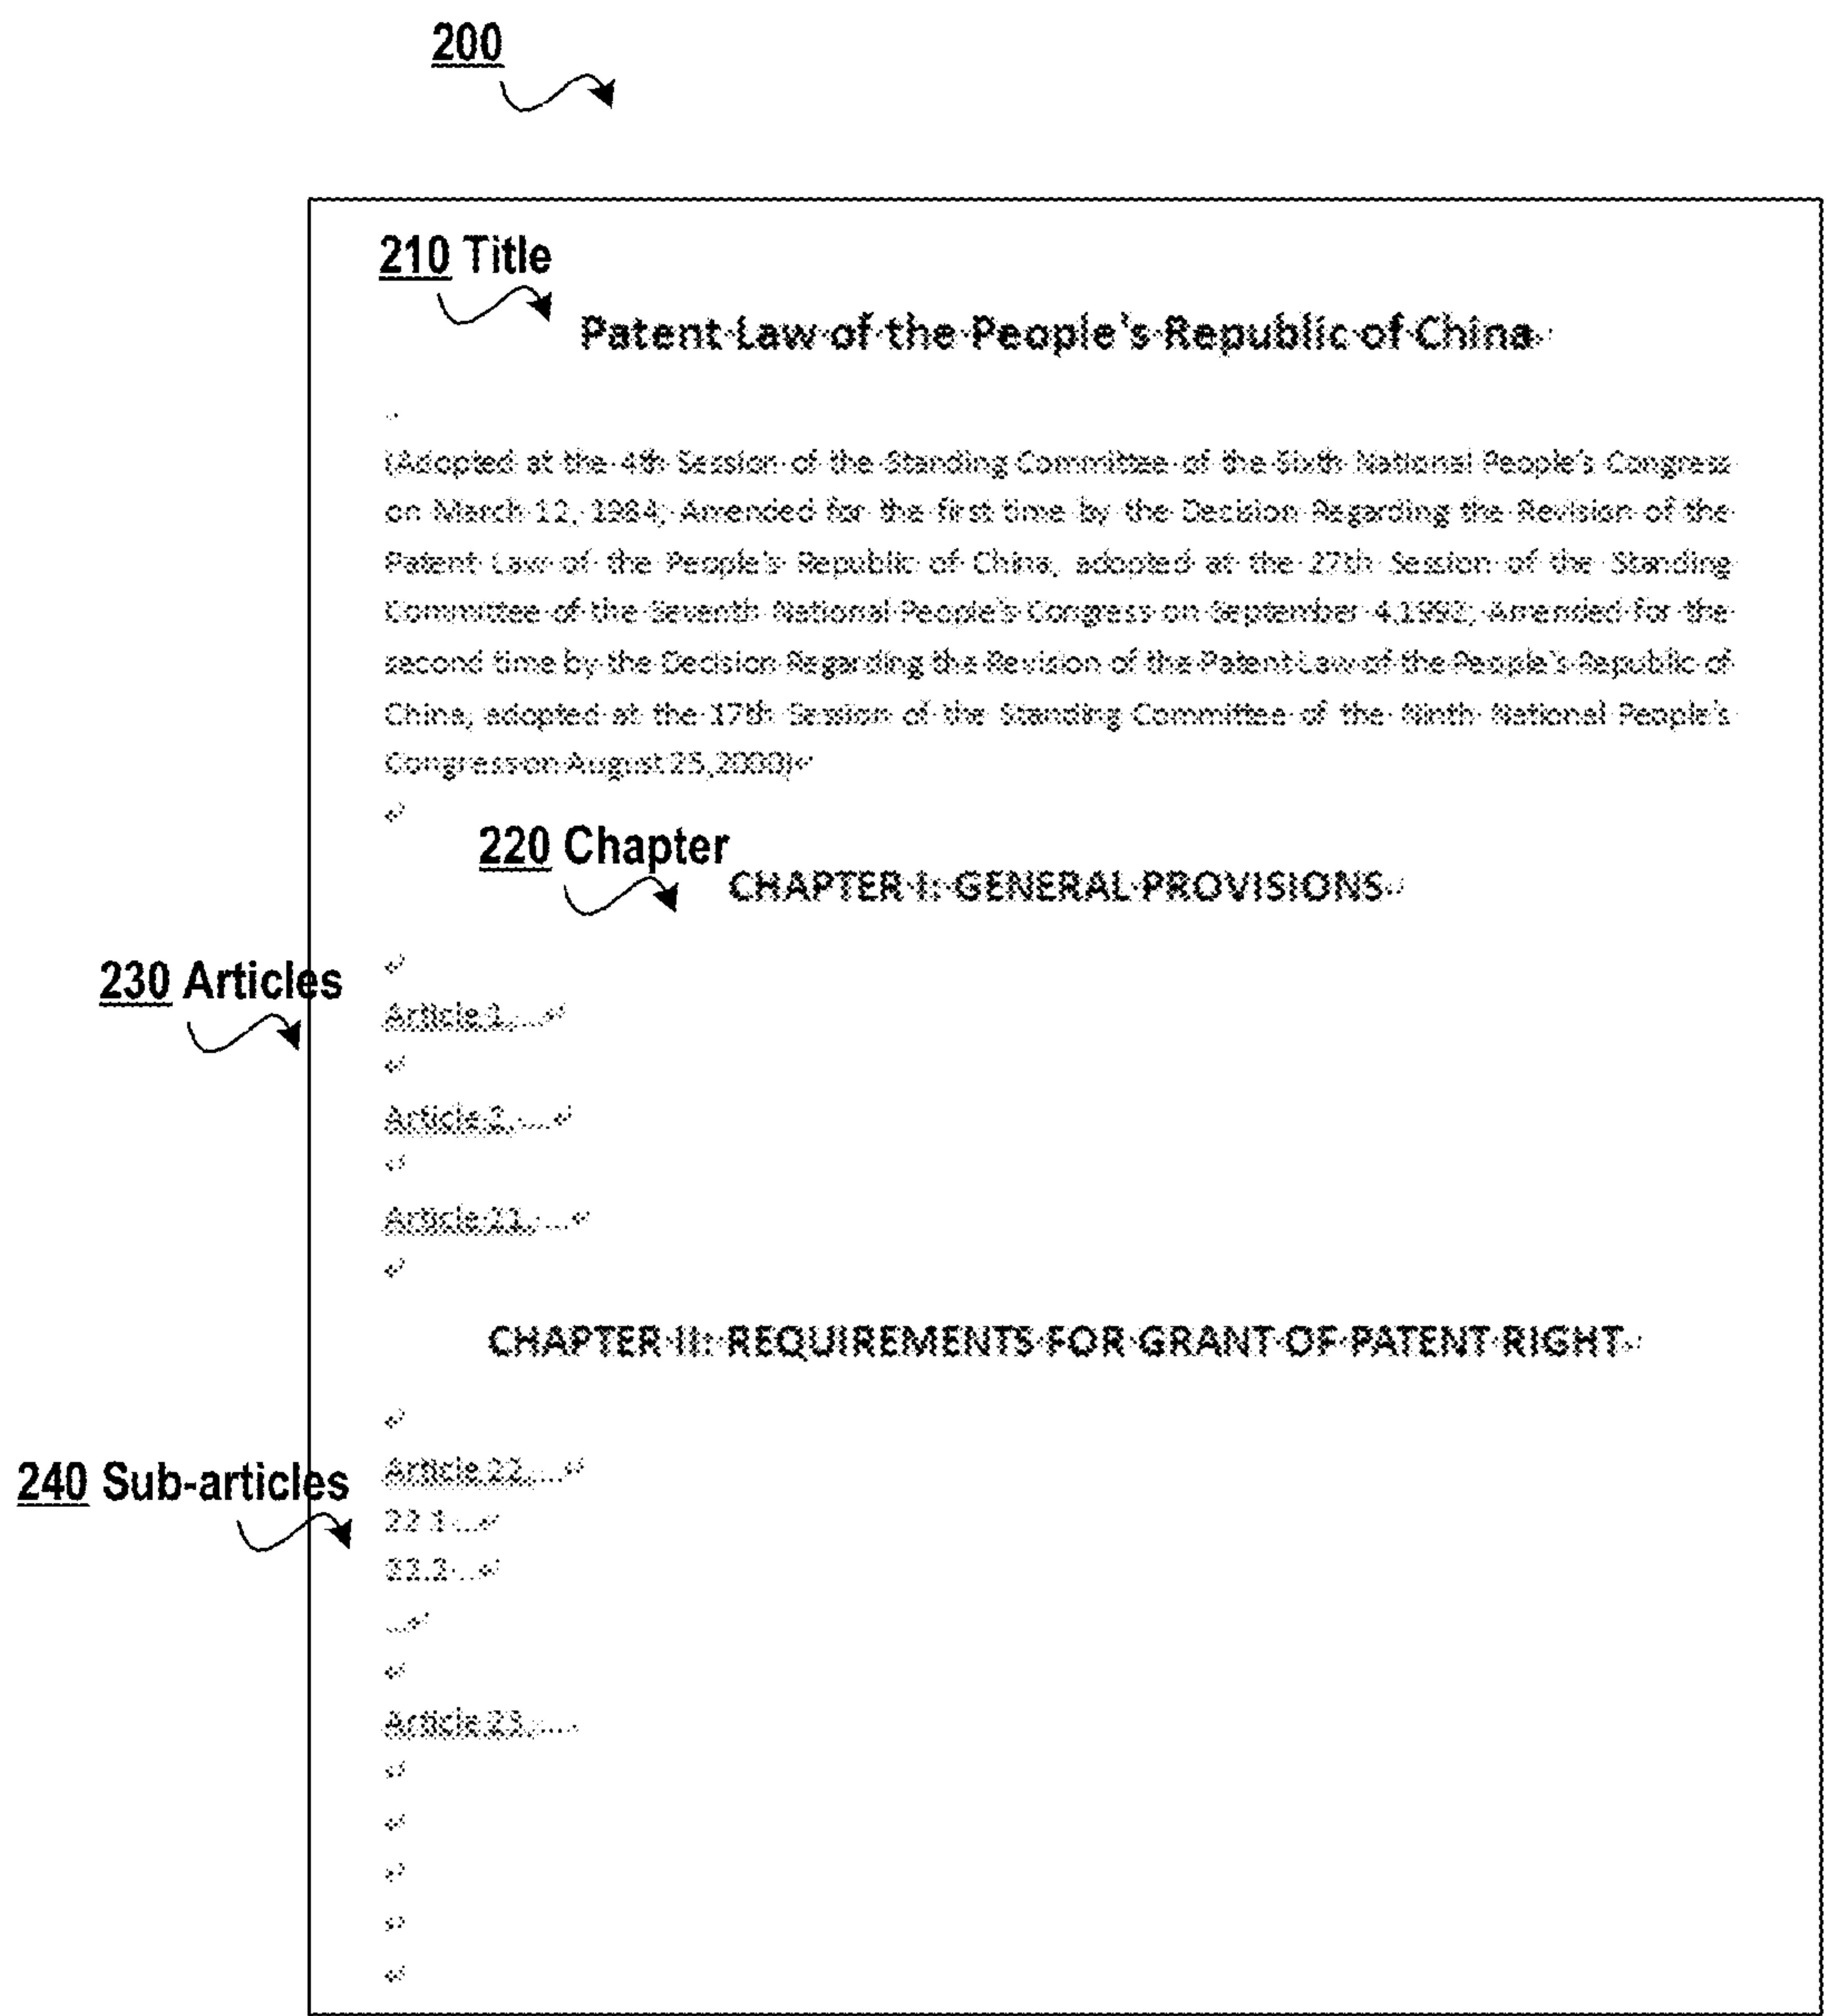 200
210 Title
Patent Law of the People's Republic of China
(Adopted at the 4th Session of the Standing Committee of the Sixth National People's Congress
on March 12, 1984; Amended for the first time by the Decision Regarding the Revision of the
Patent Law of the People's Republic of China, adopted at the 27th Session of the Standing
Committee of the Seventh National People's Congress on September 4,1992; Amended for the
second time by the Decision Regarding the Revision of the Patent Law of the People's Republic of
China, adopted at the 17th Session of the Standing Committee of the Ninth National People's
Congress on August 25,2000)
220 Chapter
CHAPTER I: GENERAL PROVISIONS
230 Articles
Article 1. ...
Article 2. ...
Article 21. ...
CHAPTER II: REQUIREMENTS FOR GRANT OF PATENT RIGHT
Article 22. ...
240 Sub-articles
22.1 ...
22.2 ...
...
Article 23. ...